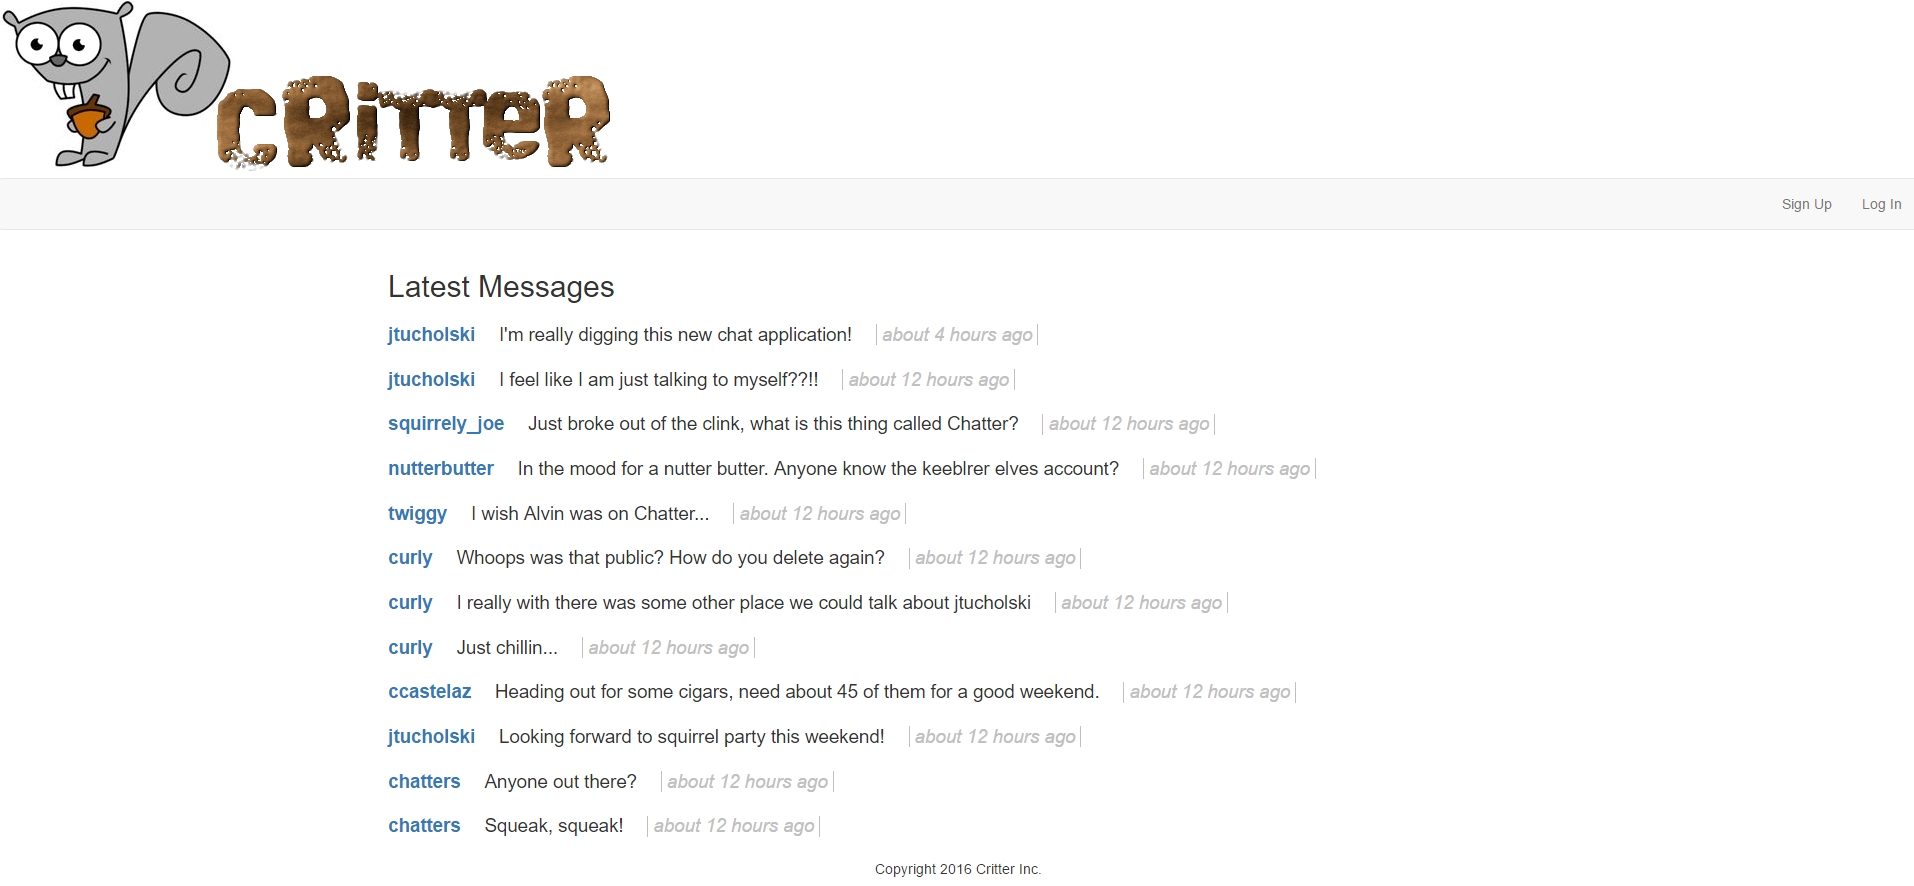 CRiTTeR
Sign Up Log In
Latest Messages
jtucholski I'm really digging this new chat application! about 4 hours ago
jtucholski I feel like I am just talking to myself??!! about 12 hours ago
squirrely_joe Just broke out of the clink, what is this thing called Chatter? about 12 hours ago
nutterbutter In the mood for a nutter butter. Anyone know the keeblrer elves account? about 12 hours ago
twiggy I wish Alvin was on Chatter... about 12 hours ago
curly Whoops was that public? How do you delete again? about 12 hours ago
curly I really with there was some other place we could talk about jtucholski about 12 hours ago
curly Just chillin... about 12 hours ago
ccastelaz Heading out for some cigars, need about 45 of them for a good weekend. about 12 hours ago
jtucholski Looking forward to squirrel party this weekend! about 12 hours ago
chatters Anyone out there? about 12 hours ago
chatters Squeak, squeak! about 12 hours ago
Copyright 2016 Critter Inc.